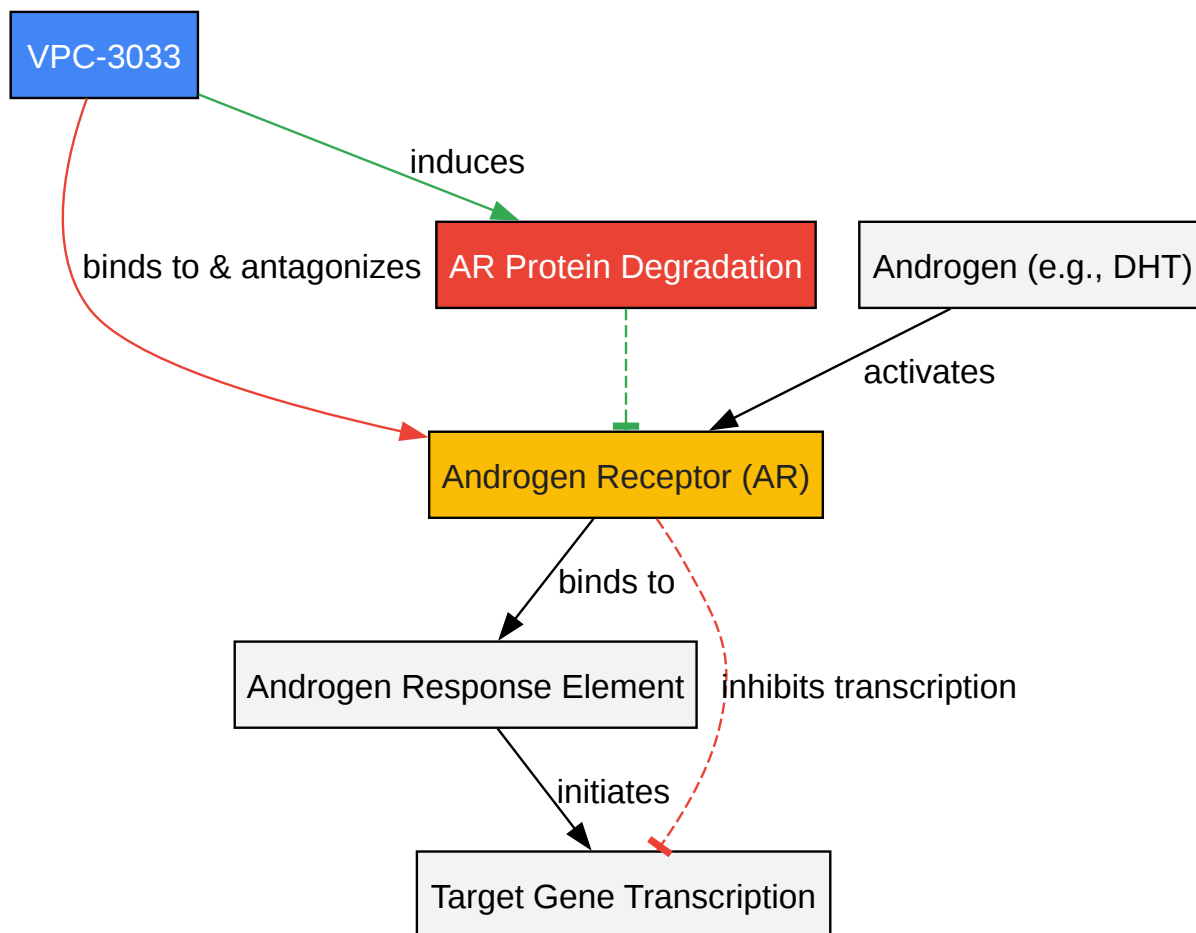 VPC-3033
induces
binds to & antagonizes
AR Protein Degradation
Androgen (e.g., DHT)
activates
Androgen Receptor (AR)
binds to
Androgen Response Element
inhibits transcription
initiates
Target Gene Transcription